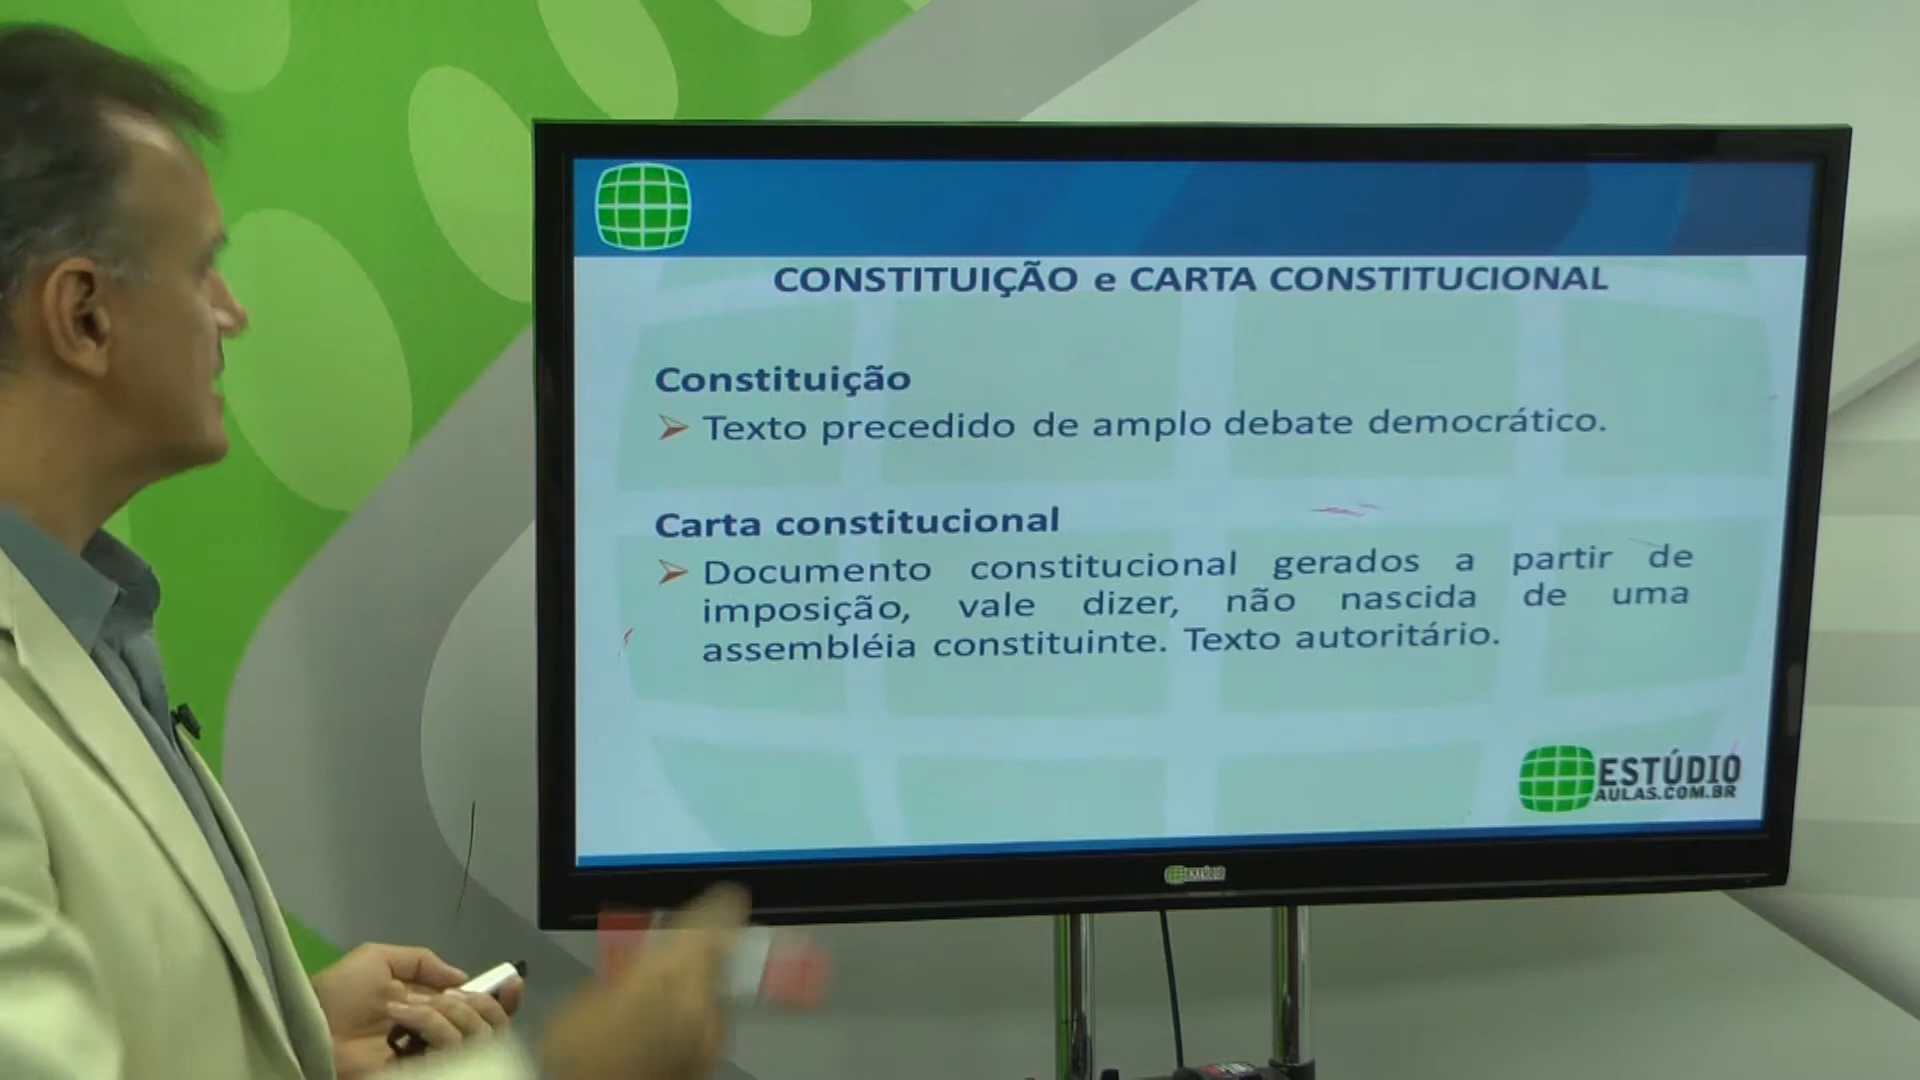 CONSTITUIÇÃO e CARTA CONSTITUCIONAL
Constituição
Texto precedido de amplo debate democrático.
Carta constitucional
Documento constitucional gerados a partir de
imposição, vale dizer, não nascida de uma
assembléia constituinte. Texto autoritário.
ESTÚDIO
AULAS.COM.BR